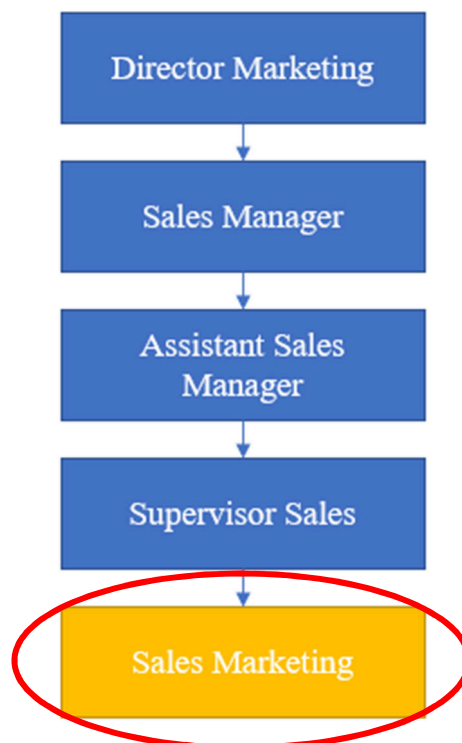 Director Marketing
Sales Manager
Assistant Sales
Manager
Supervisor Sales
Sales Marketing